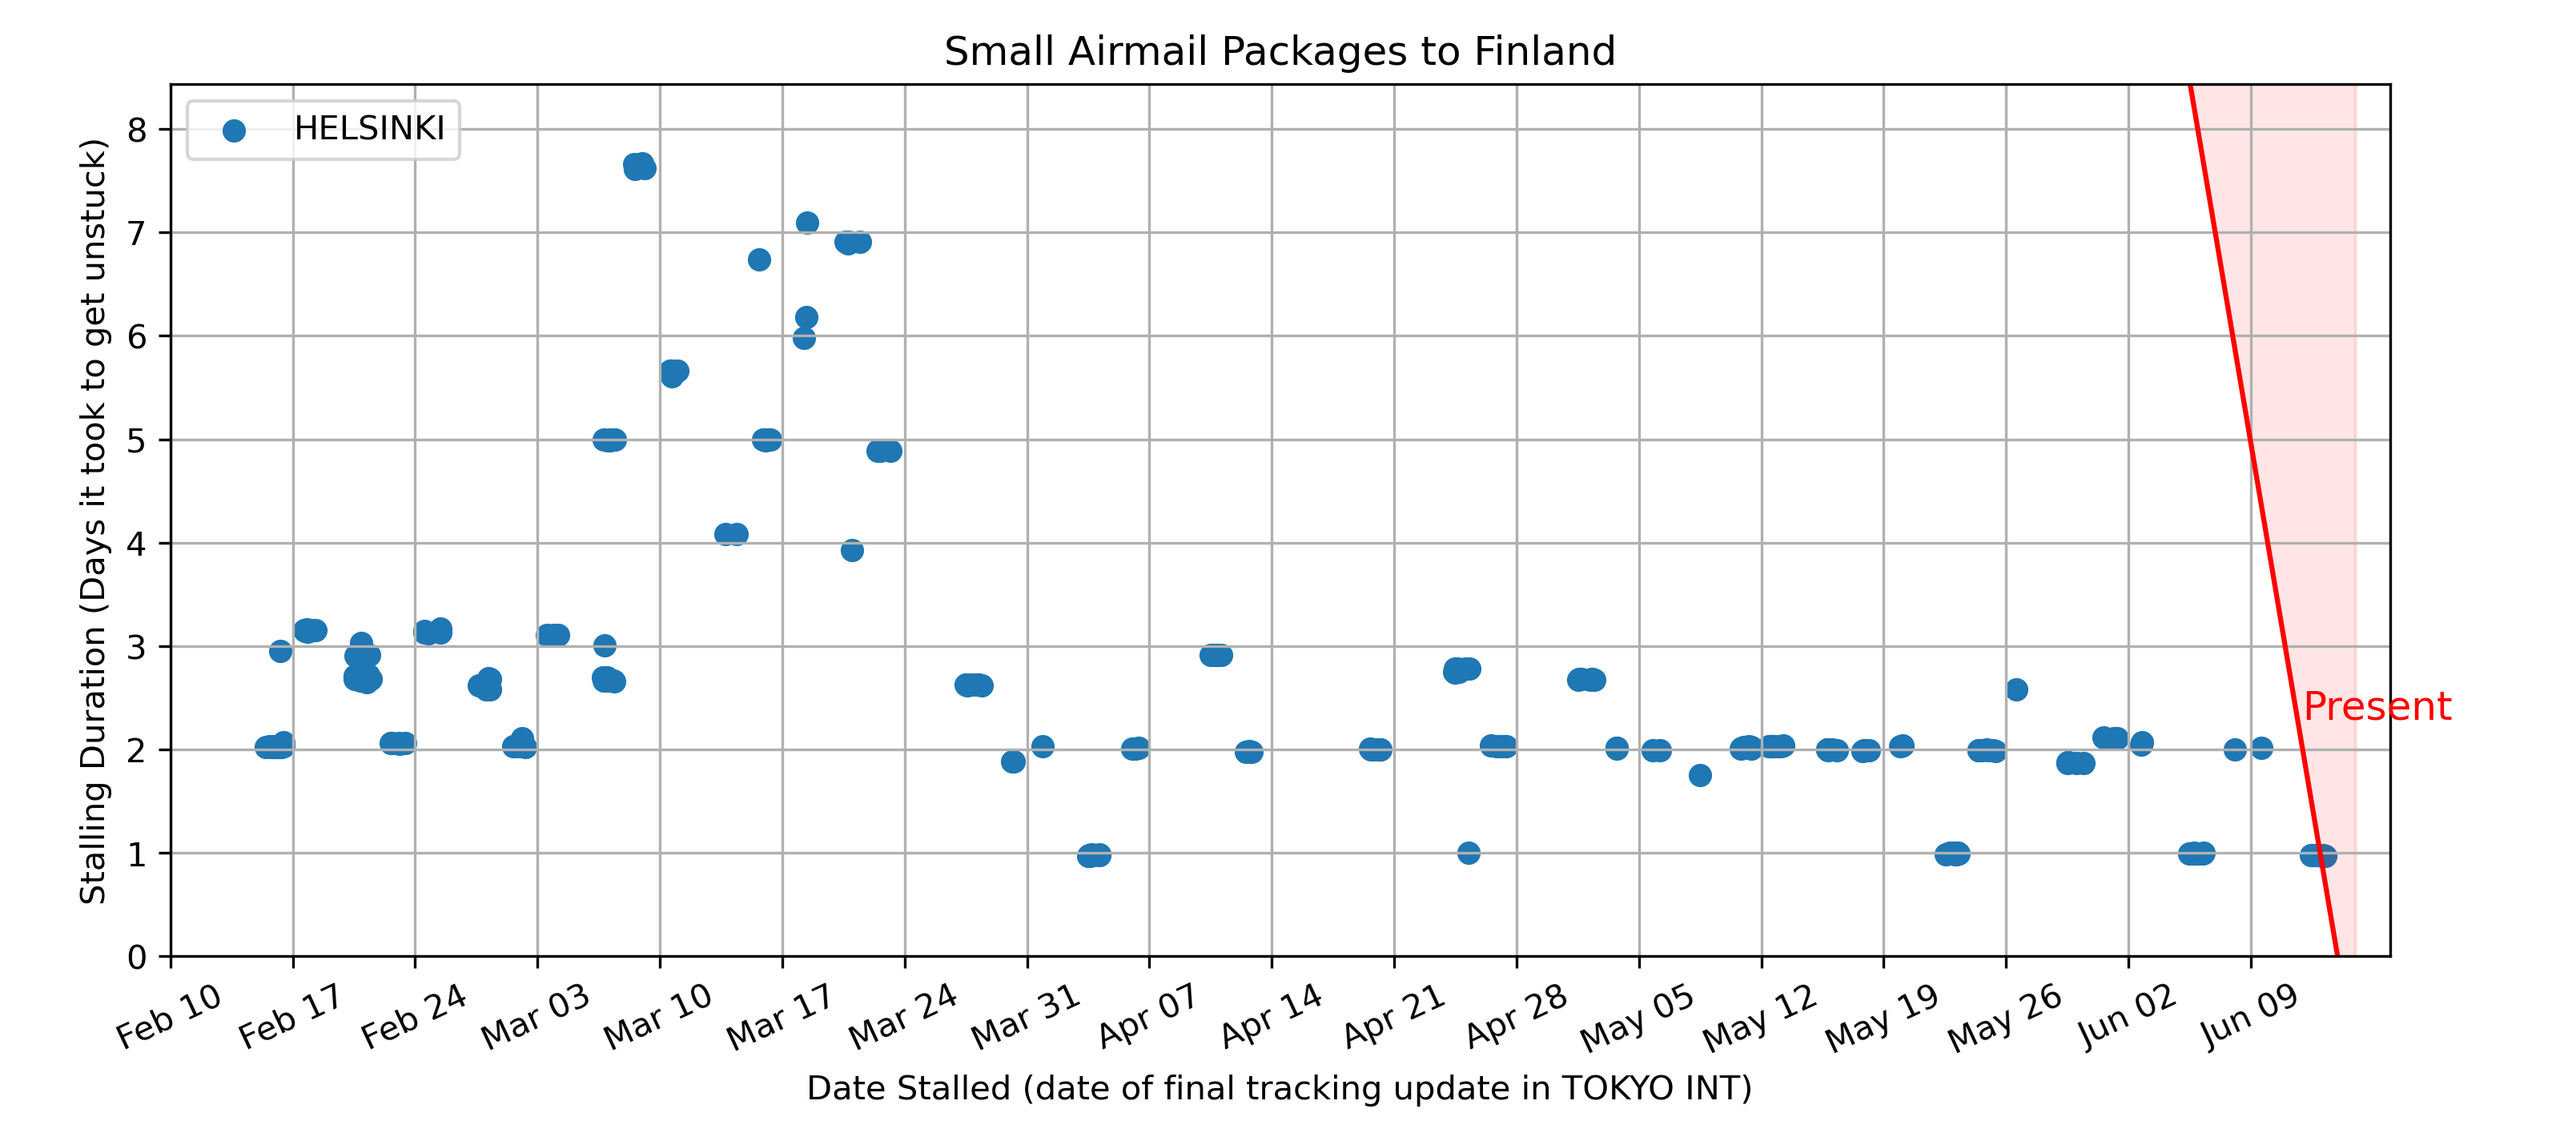 Small Airmail Packages to Finland
HELSINKI
Stalling Duration (Days it took to get unstuck)
8
7
6
5
4
3
2
1
0
Present
Feb 10
Feb 17
Feb 24
Mar 03
Mar 10
Mar 17
Mar 24
Mar 31
Apr 07
Apr 14
Apr 21
Apr 28
May 05
May 12
May 19
May 26
Jun 02
Jun 09
Date Stalled (date of final tracking update in TOKYO INT)